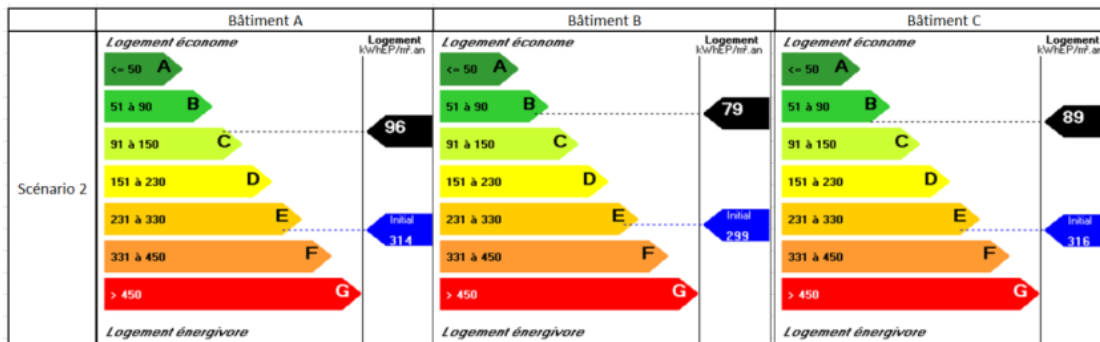 Bâtiment A
Bâtiment B
Bâtiment C
Scénario 2
Logement économe
Logement
kWhEP/m².an
<= 50 A
51 à 90 B
91 à 150 C
151 à 230 D
231 à 330 E
331 à 450 F
> 450 G
Logement énergivore
96
Initial
314
Logement économe
Logement
kWhEP/m².an
<= 50 A
51 à 90 B
91 à 150 C
151 à 230 D
231 à 330 E
331 à 450 F
> 450 G
Logement énergivore
79
Initial
299
Logement économe
Logement
kWhEP/m².an
<= 50 A
51 à 90 B
91 à 150 C
151 à 230 D
231 à 330 E
331 à 450 F
> 450 G
Logement énergivore
89
Initial
316